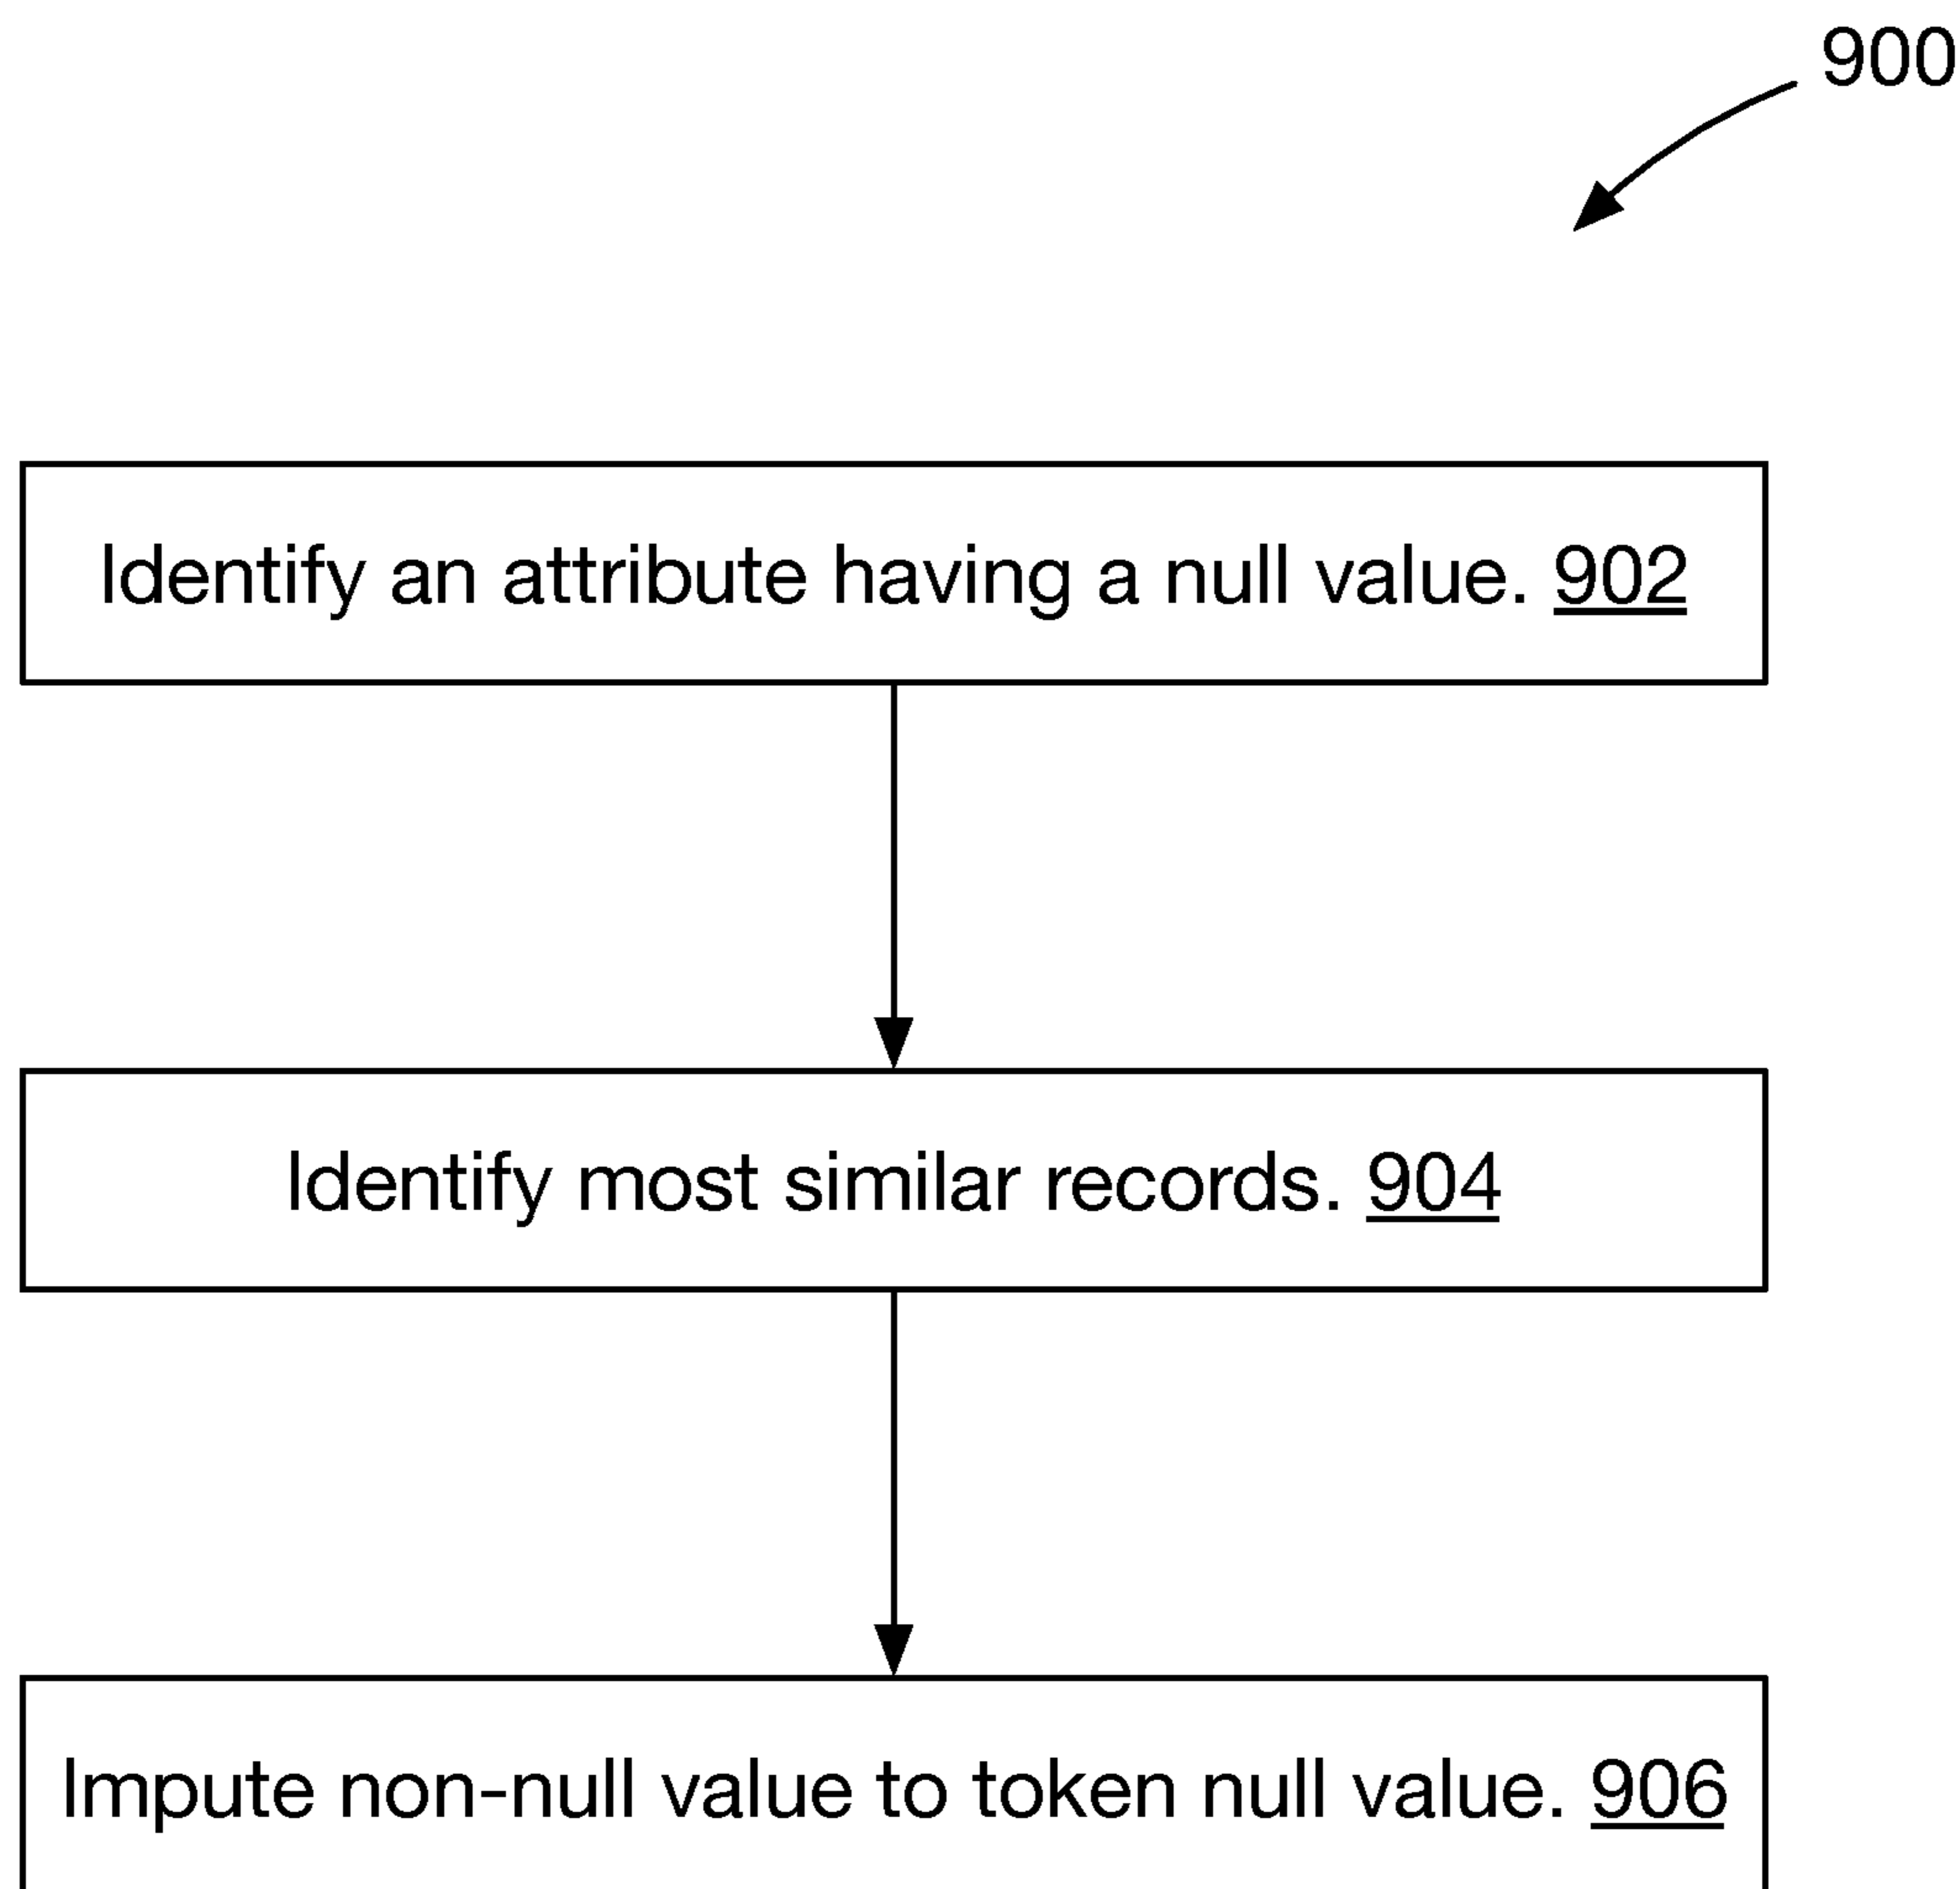 900
Identify an attribute having a null value. 902
Identify most similar records. 904
Impute non-null value to token null value. 906